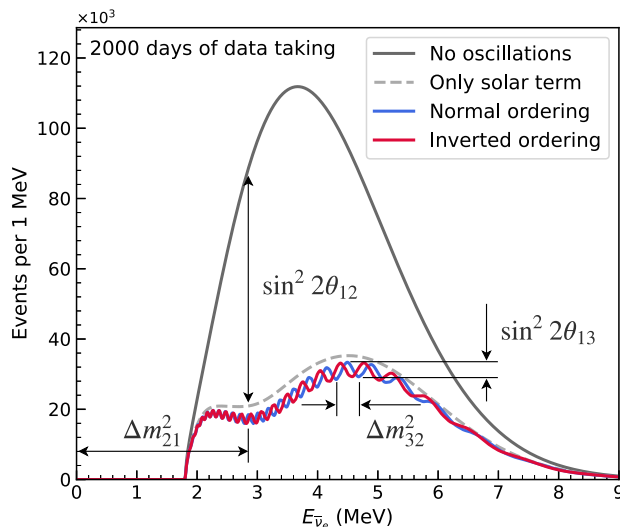 ×10³
2000 days of data taking
No oscillations
Only solar term
Normal ordering
Inverted ordering
120
100
80
60
40
20
0
Events per 1 MeV
sin² 2θ₁₂
sin² 2θ₁₃
Δm²₂₁
Δm²₃₂
0 1 2 3 4 5 6 7 8 9
E_ν̄ₑ (MeV)